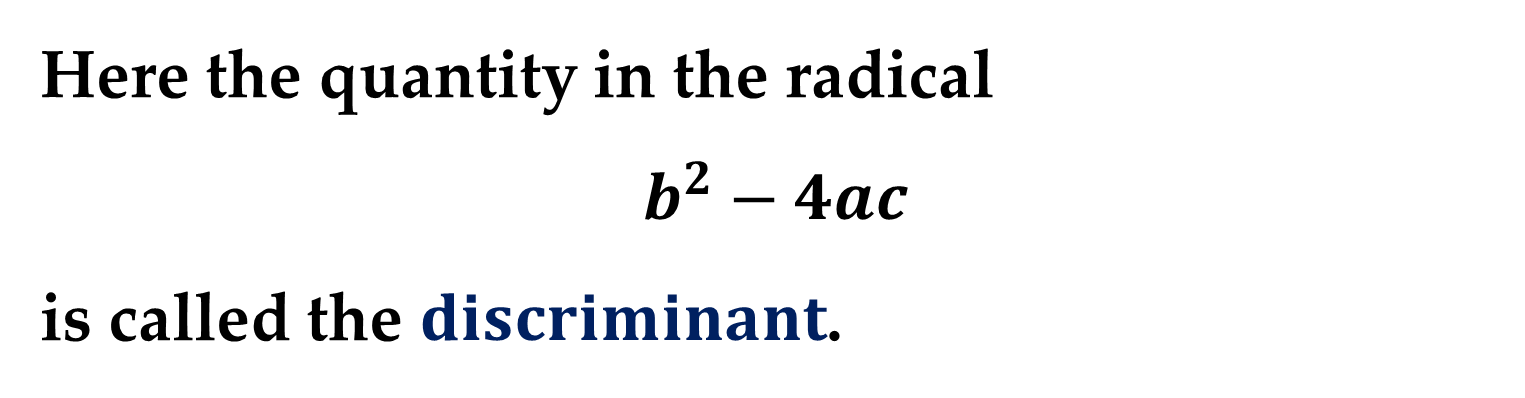 Here the quantity in the radical
b² − 4ac
is called the discriminant.